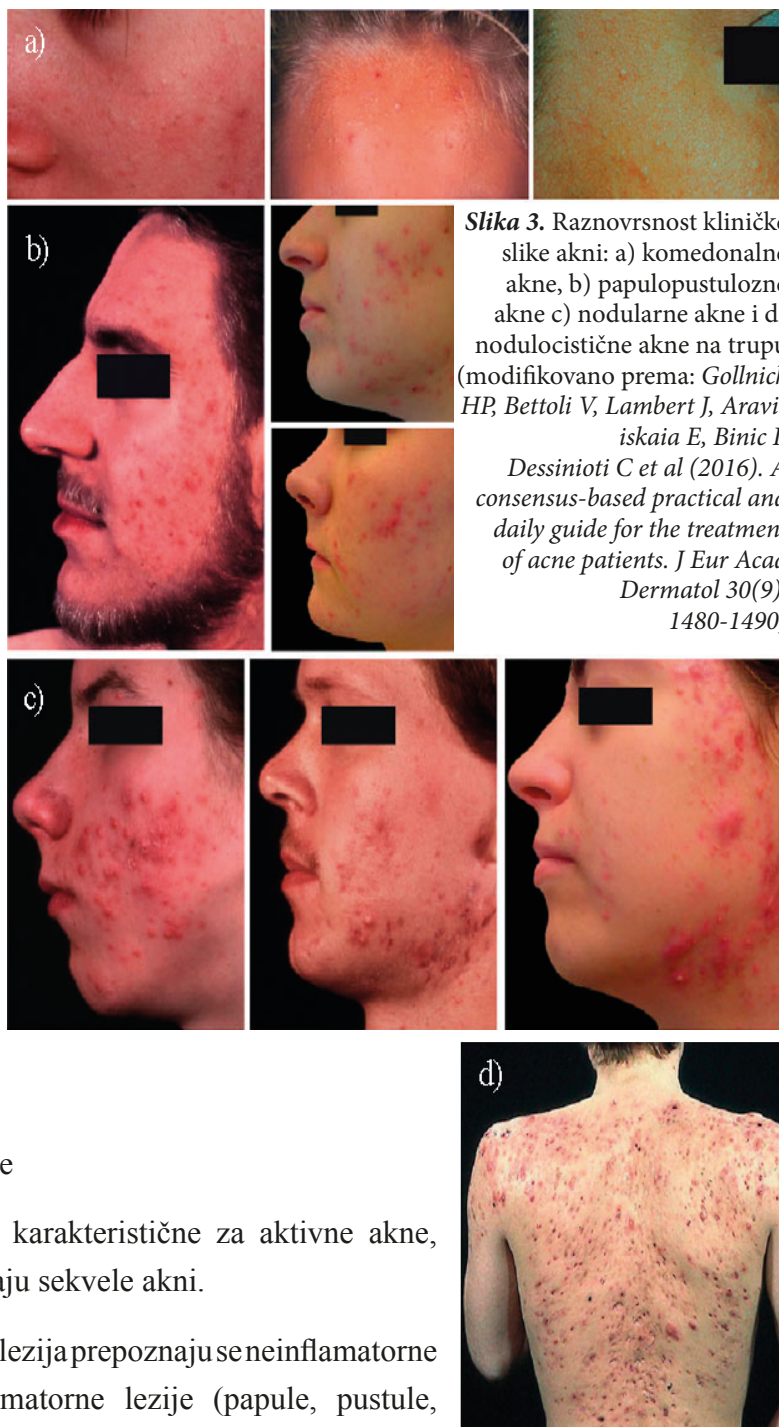 a)
b)
Slika 3. Raznovrsnost kliničke
slike akni: a) komedonalne
akne, b) papulopustulozne
akne c) nodularne akne i d)
nodulocistične akne na trupu
(modifikovano prema: Gollnick
HP, Bettoli V, Lambert J, Aravi-
iskaia E, Binic I,
Dessinioti C et al (2016). A
consensus-based practical and
daily guide for the treatment
of acne patients. J Eur Acad
Dermatol 30(9):
1480-1490)
c)
d)
e
karakteristične za aktivne akne,
aju sekvele akni.
lezija prepoznaju se neinflamatorne
matorne lezije (papule, pustule,